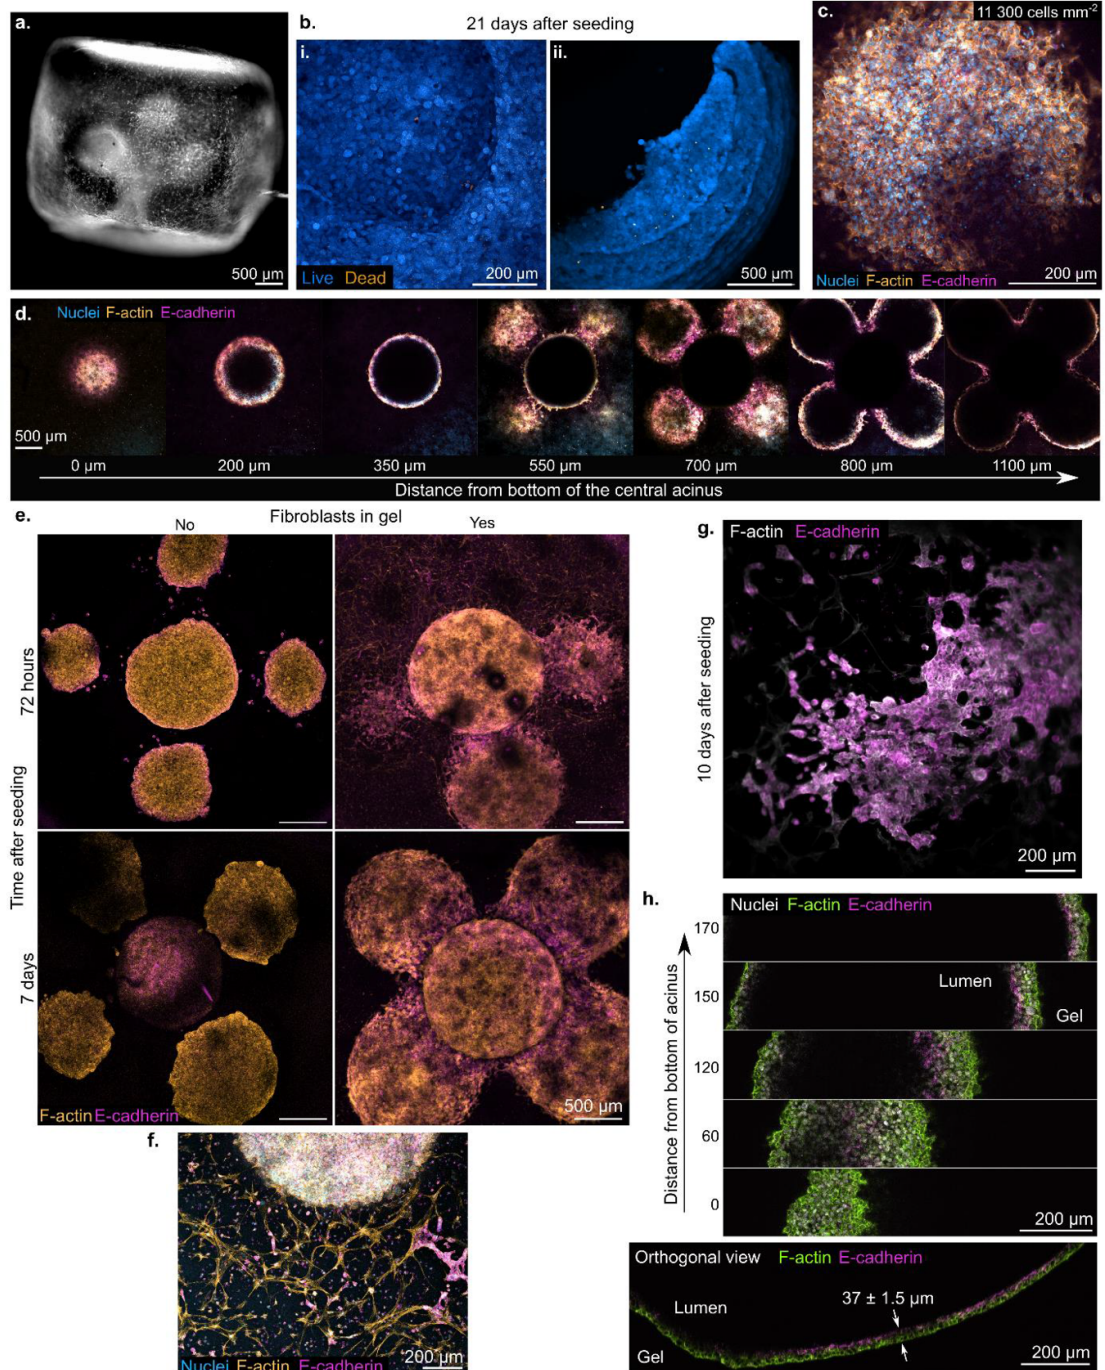 a.
500 µm
b.
21 days after seeding
i.
Live Dead
200 µm
ii.
500 µm
c.
11 300 cells mm-2
Nuclei F-actin E-cadherin
200 µm
d.
Nuclei F-actin E-cadherin
500 µm
0 µm 200 µm 350 µm 550 µm 700 µm 800 µm 1100 µm
Distance from bottom of the central acinus
e.
Fibroblasts in gel
No Yes
Time after seeding
72 hours
7 days
F-actin E-cadherin
500 µm
f.
Nuclei F-actin E-cadherin
200 µm
g.
F-actin E-cadherin
10 days after seeding
200 µm
h.
Nuclei F-actin E-cadherin
Distance from bottom of acinus
170
150
Lumen
Gel
120
60
0
200 µm
Orthogonal view F-actin E-cadherin
37 ± 1.5 µm
Lumen
Gel
200 µm